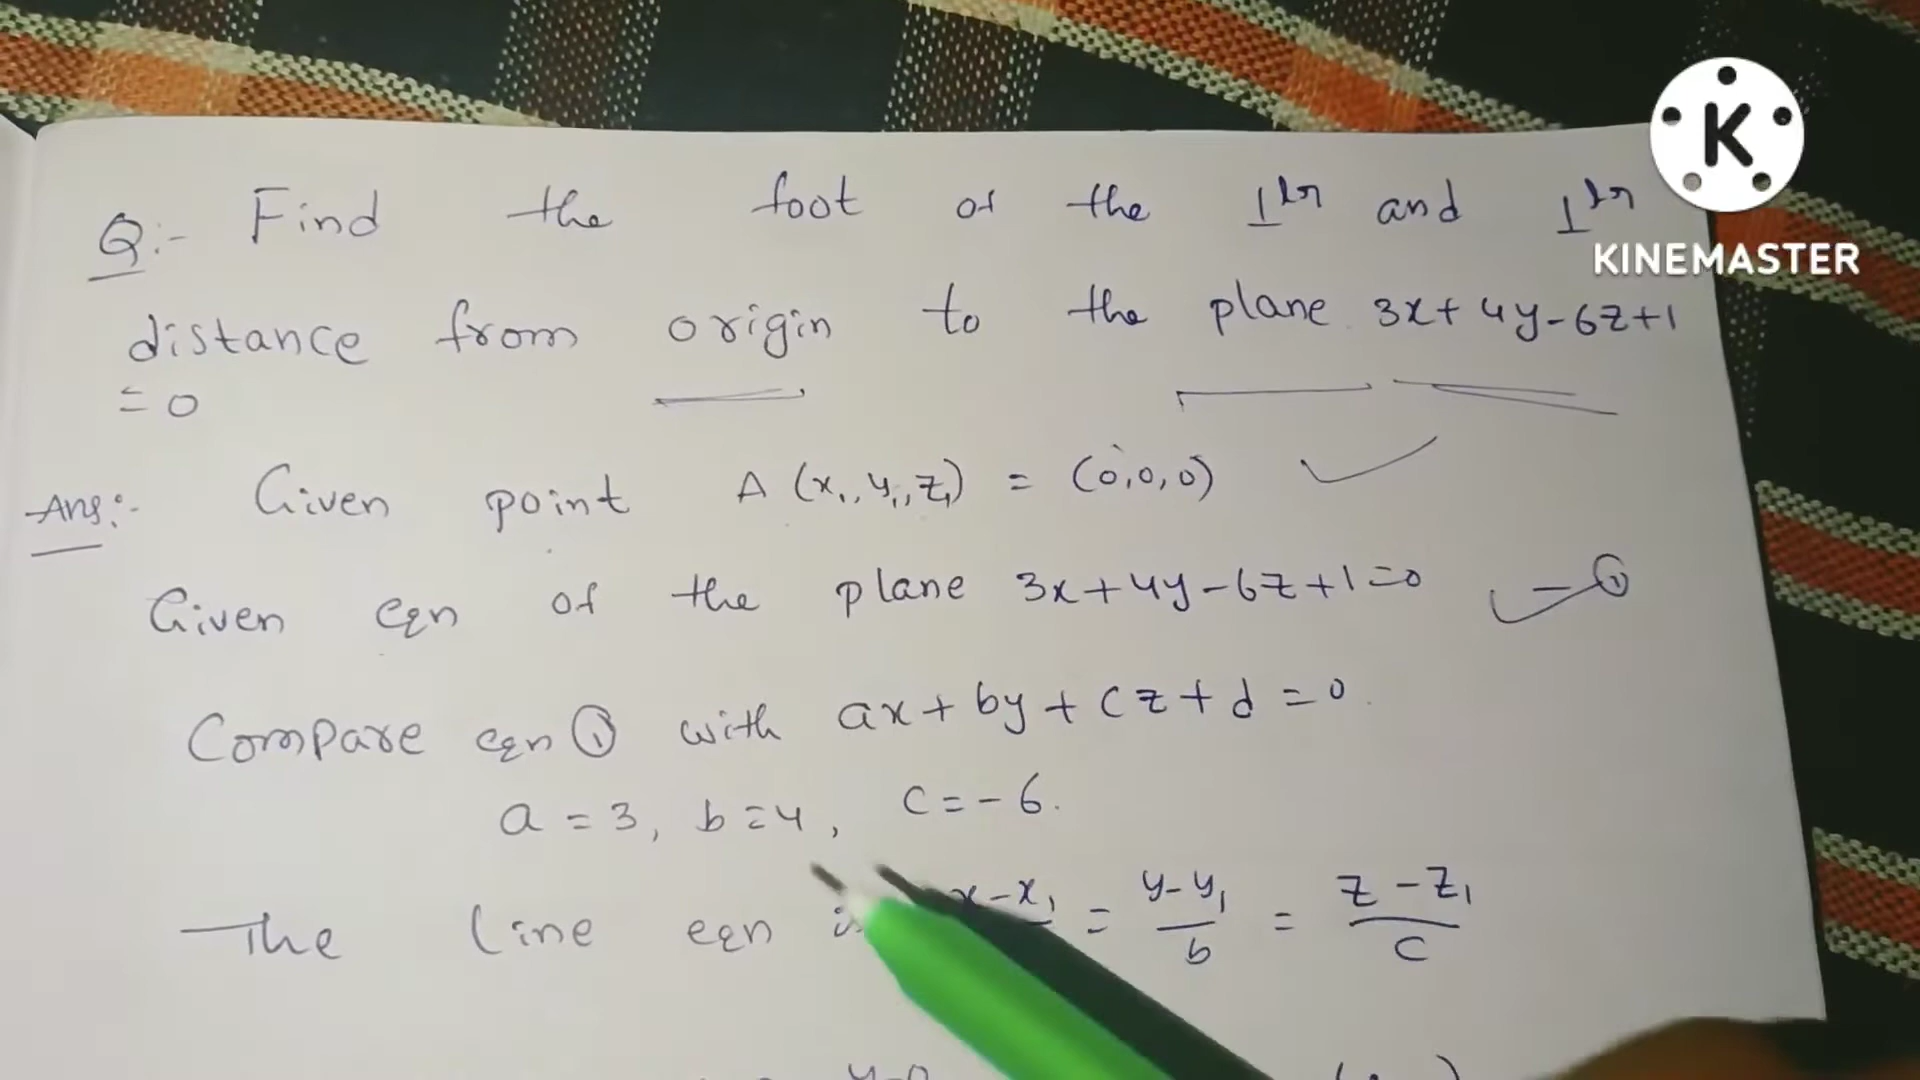 K
KINEMASTER
Q:- Find the foot of the ⊥lr and ⊥lr
distance from origin to the plane 3x+4y-6z+1
=0
Ans:- Given point A (x₁, y₁, z₁) = (0,0,0)
Given eqn of the plane 3x+4y-6z+1=0 - ①
Compare eqn ① with ax+by+cz+d=0.
a=3, b=4, c=-6.
The line eqn x-x₁ = y-y₁/b = z-z₁/c
y-0